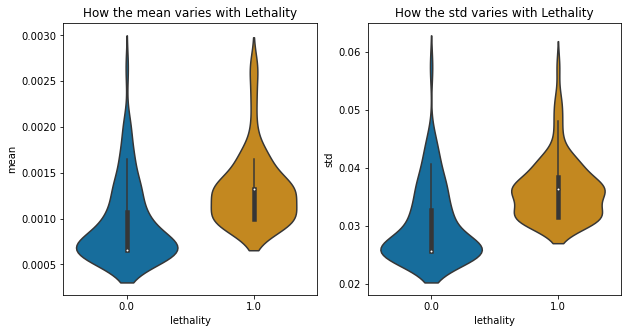 How the mean varies with Lethality
0.0030
0.0025
0.0020
0.0015
0.0010
0.0005
mean
0.0
1.0
lethality
How the std varies with Lethality
0.06
0.05
0.04
0.03
0.02
std
0.0
1.0
lethality